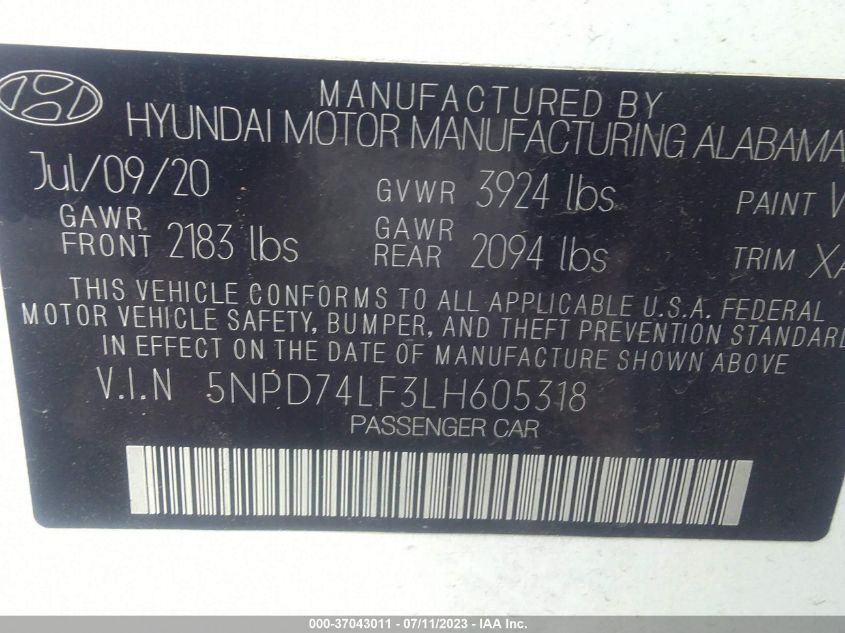 MANUFACTURED BY
HYUNDAI MOTOR MANUFACTURING ALABAMA
Jul/09/20 GVWR 3924 lbs PAINT
GAWR FRONT 2183 lbs GAWR REAR 2094 lbs TRIM
THIS VEHICLE CONFORMS TO ALL APPLICABLE U.S.A. FEDERAL
MOTOR VEHICLE SAFETY, BUMPER, AND THEFT PREVENTION STANDARD
IN EFFECT ON THE DATE OF MANUFACTURE SHOWN ABOVE
V.I.N 5NPD74LF3LH605318
PASSENGER CAR
000-37043011 - 07/11/2023 - IAA Inc.